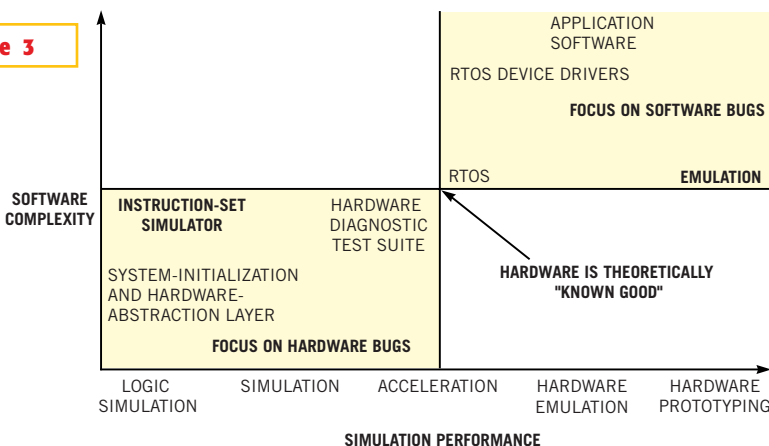 e 3
APPLICATION
SOFTWARE
RTOS DEVICE DRIVERS
FOCUS ON SOFTWARE BUGS
RTOS
EMULATION
SOFTWARE
COMPLEXITY
INSTRUCTION-SET
SIMULATOR
HARDWARE
DIAGNOSTIC
TEST SUITE
SYSTEM-INITIALIZATION
AND HARDWARE-
ABSTRACTION LAYER
FOCUS ON HARDWARE BUGS
HARDWARE IS THEORETICALLY
"KNOWN GOOD"
LOGIC
SIMULATION
SIMULATION
ACCELERATION
HARDWARE
EMULATION
HARDWARE
PROTOTYPING
SIMULATION PERFORMANCE